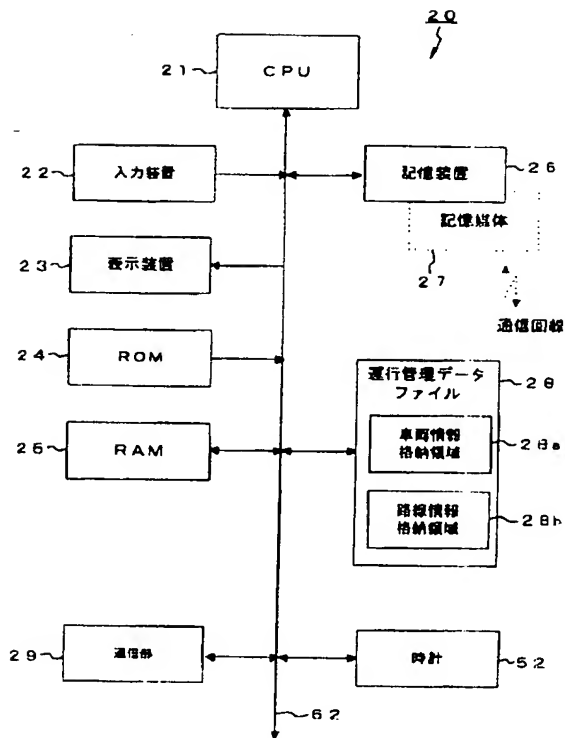 20
21
CPU
22
入力装置
記憶装置
26
記憶媒体
27
23
表示装置
通信回線
24
ROM
運行管理データ
ファイル
28
車両情報
格納領域
28a
25
RAM
路線情報
格納領域
28b
29
通信部
時計
52
62